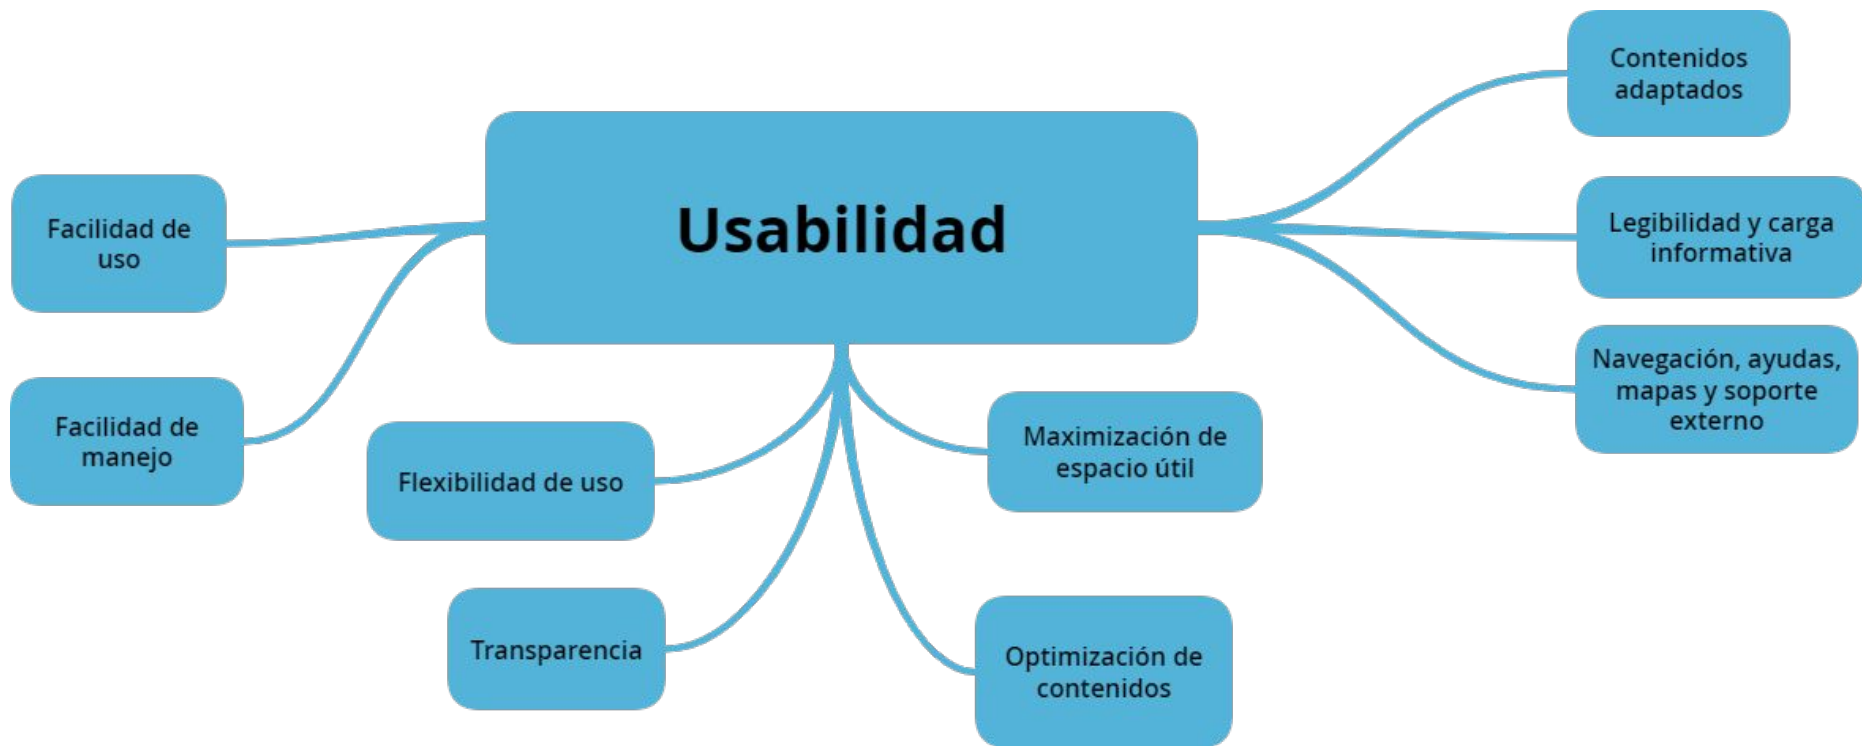 Usabilidad
Facilidad de
uso
Facilidad de
manejo
Flexibilidad de uso
Transparencia
Maximización de
espacio útil
Optimización de
contenidos
Contenidos
adaptados
Legibilidad y carga
informativa
Navegación, ayudas,
mapas y soporte
externo